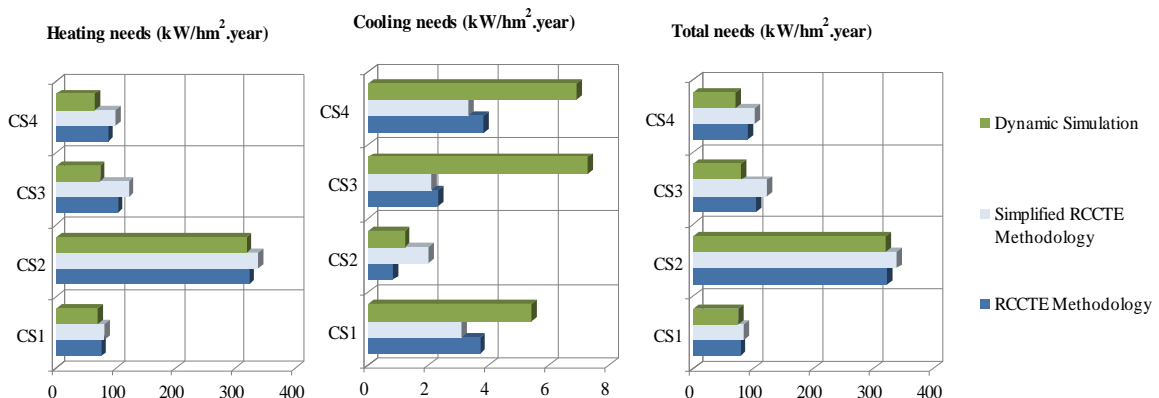 Heating needs (kW/hm².year)
CS4
CS3
CS2
CS1
0 100 200 300 400
Cooling needs (kW/hm².year)
CS4
CS3
CS2
CS1
0 2 4 6 8
Total needs (kW/hm².year)
CS4
CS3
CS2
CS1
0 100 200 300 400
Dynamic Simulation
Simplified RCCTE
Methodology
RCCTE Methodology